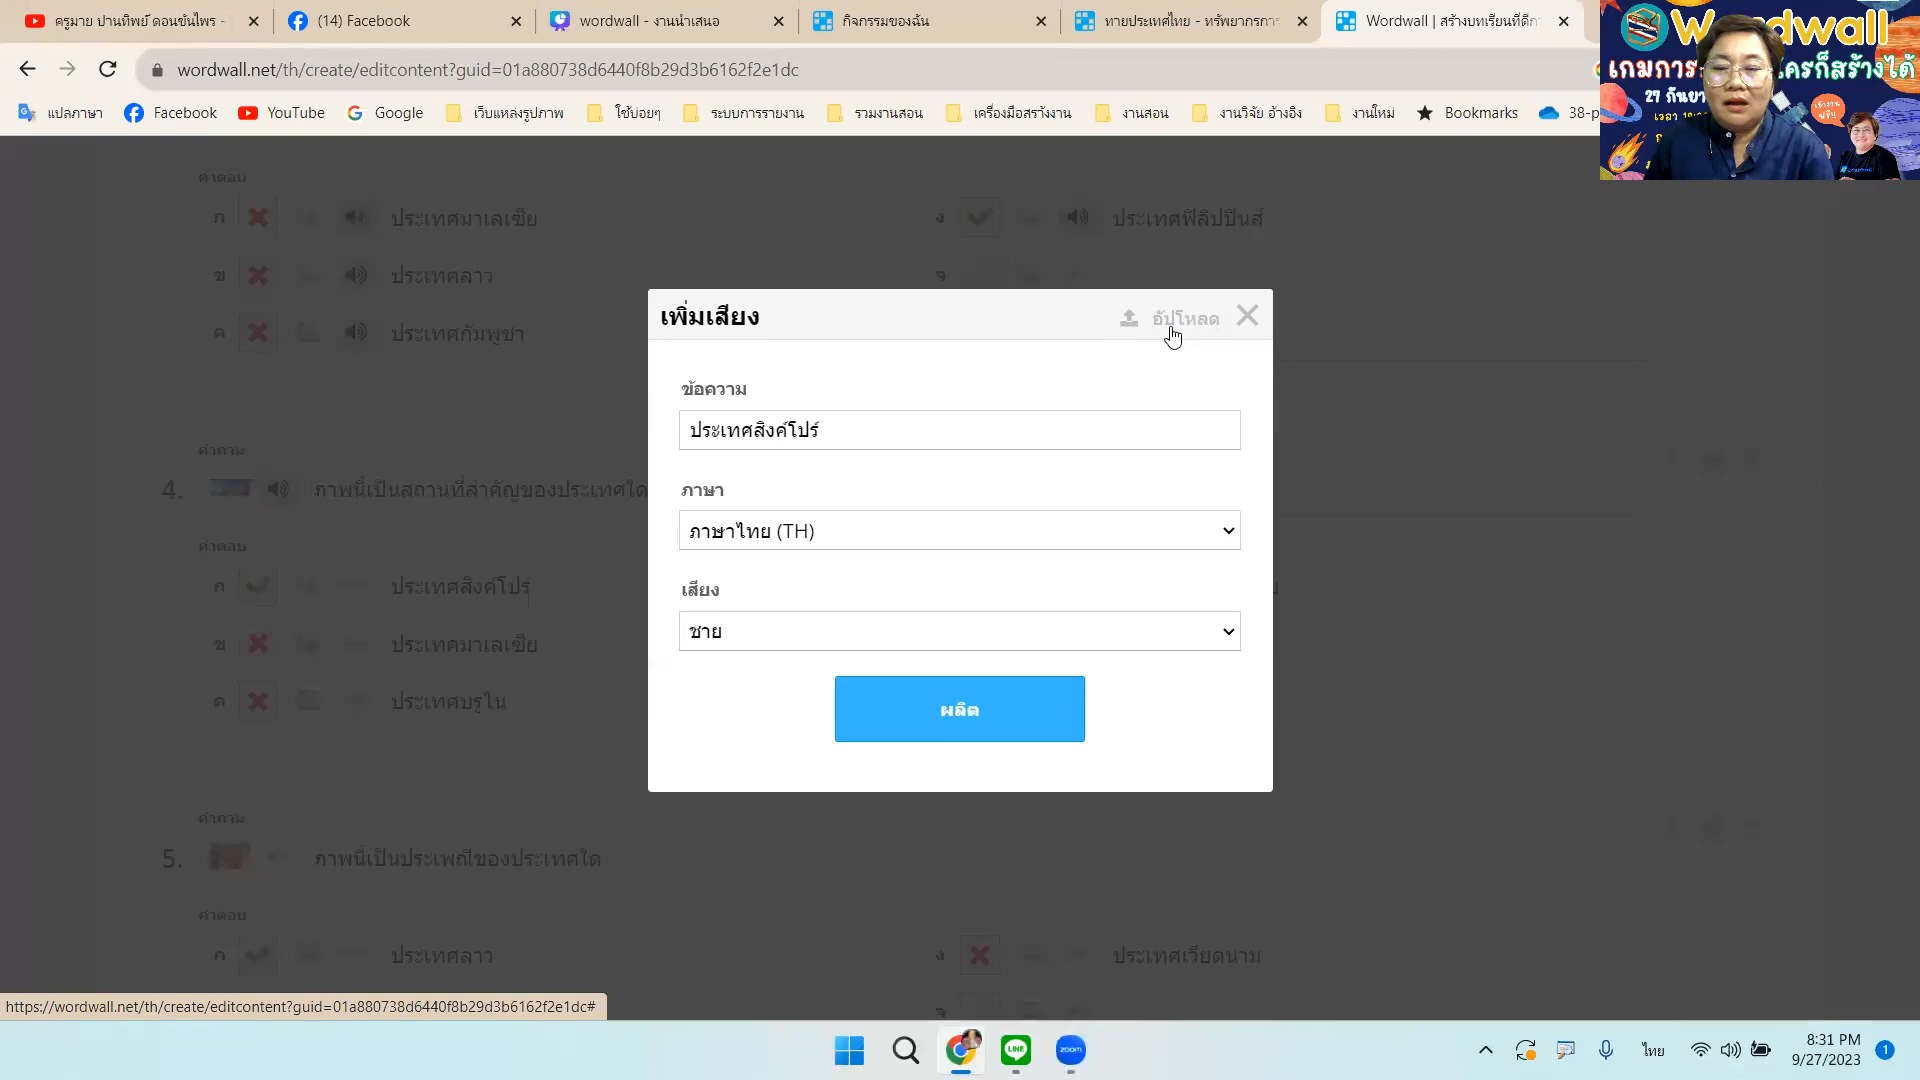 ครูมาย ปานทิพย์ ดอนขันไพร -
(14) Facebook
wordwall - งานนำเสนอ
กิจกรรมของฉัน
ทายประเทศไทย - ทรัพยากรกา
Wordwall | สร้างบทเรียนที่ดีก
wordwall.net/th/create/editcontent?guid=01a880738d6440f8b29d3b6162f2e1dc
แปลภาษา Facebook YouTube Google เว็บแหล่งรูปภาพ ใช้บ่อยๆ ระบบการรายงาน รวมงานสอน เครื่องมือสรา้งงาน งานสอน งานวิจัย อ้างอิง งานใหม่ Bookmarks 38-p
27 กันยา
คำตอบ
ก ประเทศมาเลเซีย ง ประเทศฟิลิปปินส์
ข ประเทศลาว จ
ค ประเทศกัมพูชา
เพิ่มเสียง อัปโหลด
ข้อความ
ประเทศสิงค์โปร์
ภาษา
ภาษาไทย (TH)
เสียง
ชาย
ผลิต
คำถาม
4. ภาพนี้เป็นสถานที่สำคัญของประเทศใด
คำตอบ
ก ประเทศสิงค์โปร์
ข ประเทศมาเลเซีย
ค ประเทศบรูไน
คำถาม
5. ภาพนี้เป็นประเพณีของประเทศใด
คำตอบ
ก ประเทศลาว ง ประเทศเวียดนาม
จ
https://wordwall.net/th/create/editcontent?guid=01a880738d6440f8b29d3b6162f2e1dc#
LINE
zoom
ไทย
8:31 PM
9/27/2023
1